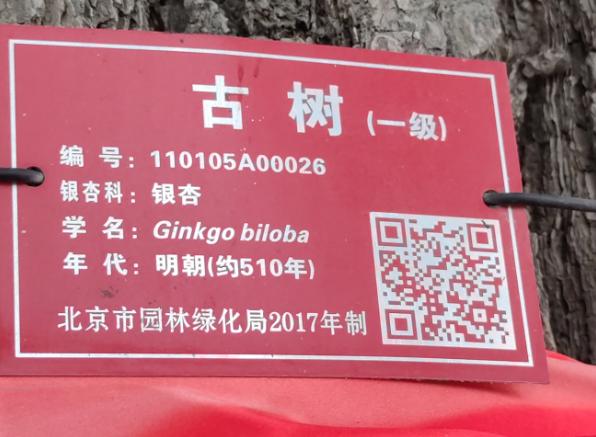 古树(一级)
编号:110105A00026
银杏科:银杏
学名:Ginkgo biloba
年代:明朝(约510年)
北京市园林绿化局2017年制